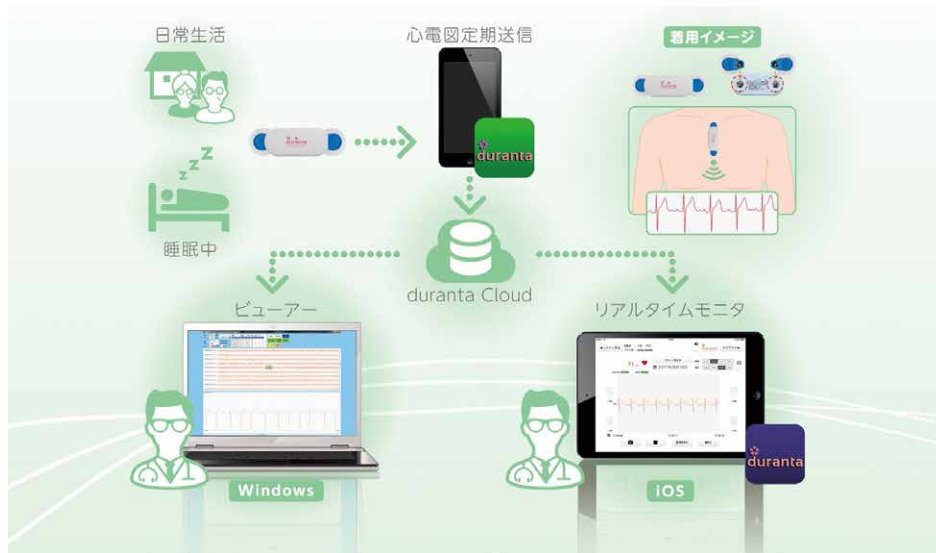 日常生活
心電図定期送信
着用イメージ
duranta
duranta
z z z
睡眠中
duranta Cloud
ビューアー
リアルタイムモニタ
duranta
Windows
iOS